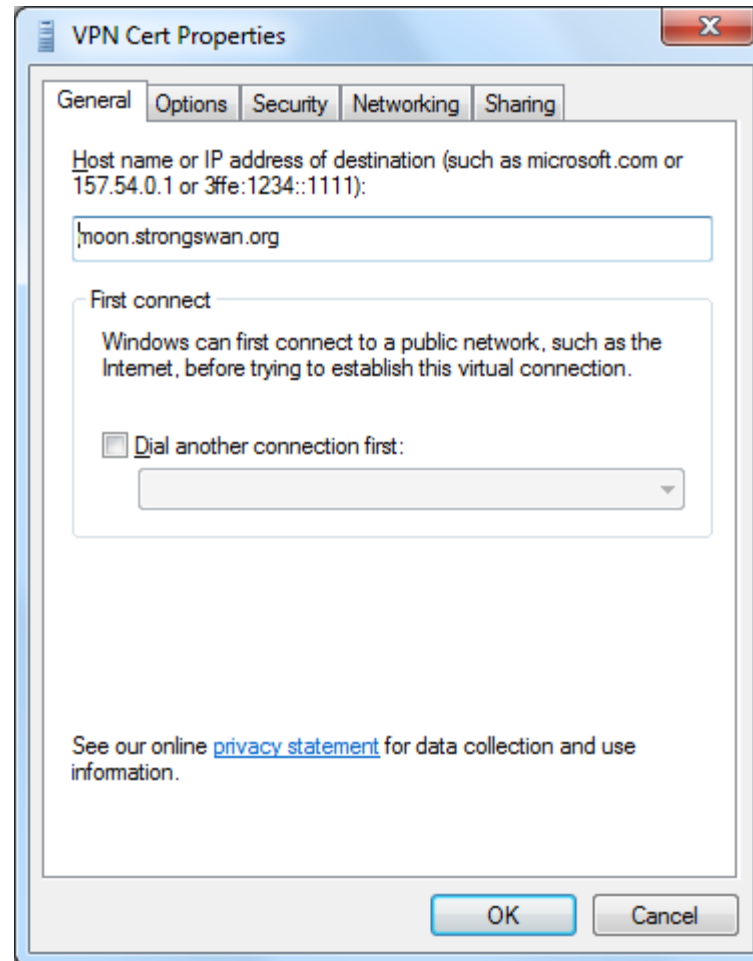 VPN Cert Properties
General Options Security Networking Sharing
Host name or IP address of destination (such as microsoft.com or
157.54.0.1 or 3ffe:1234::1111):
moon.strongswan.org
First connect
Windows can first connect to a public network, such as the
Internet, before trying to establish this virtual connection.
Dial another connection first:
See our online privacy statement for data collection and use
information.
OK Cancel